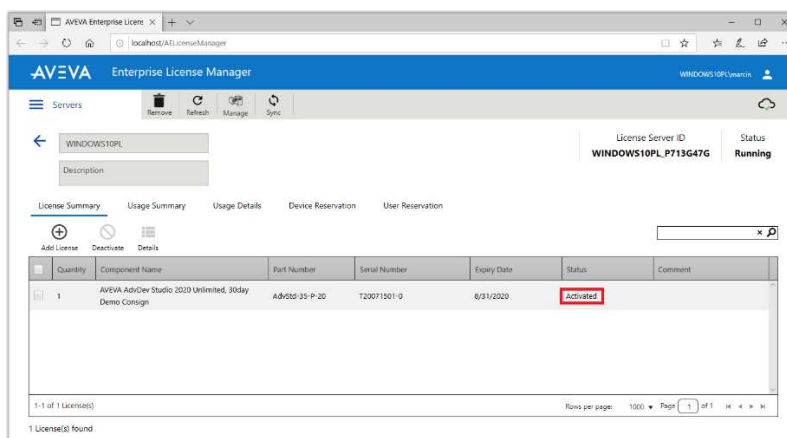 AVEVA Enterprise Licens
localhost/AELicenseManager
AVEVA Enterprise License Manager
WINDOWS10PL\marcin
Servers
Remove Refresh Manage Sync
WINDOWS10PL
License Server ID Status
WINDOWS10PL_P713G47G Running
Description
License Summary Usage Summary Usage Details Device Reservation User Reservation
Add License Deactivate Details
Quantity Component Name Part Number Serial Number Expiry Date Status Comment
1 AVEVA AdvDev Studio 2020 Unlimited, 30day AdvStd-35-P-20 T20071501-0 8/31/2020 Activated
Demo Consign
1-1 of 1 License(s) Rows per page: 1000 Page 1 of 1
1 License(s) found